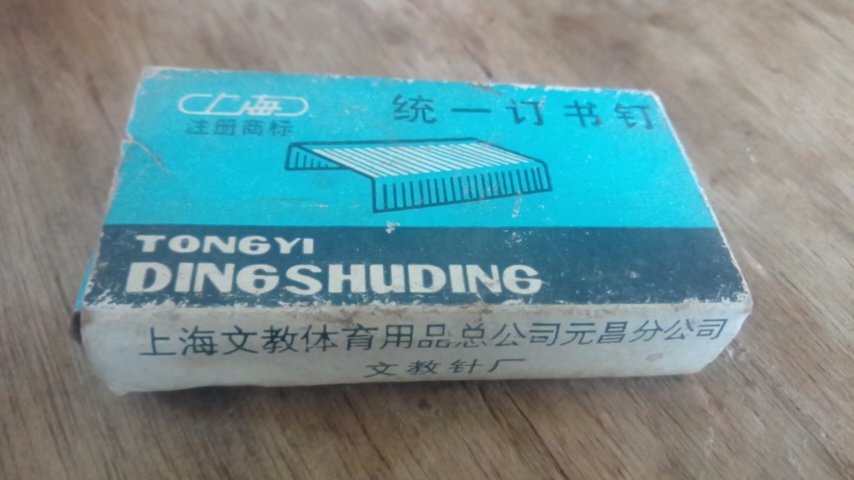 上海
注册商标
统一订书钉
TONGYI
DINGSHUDING
上海文教体育用品总公司元昌分公司
文教针厂